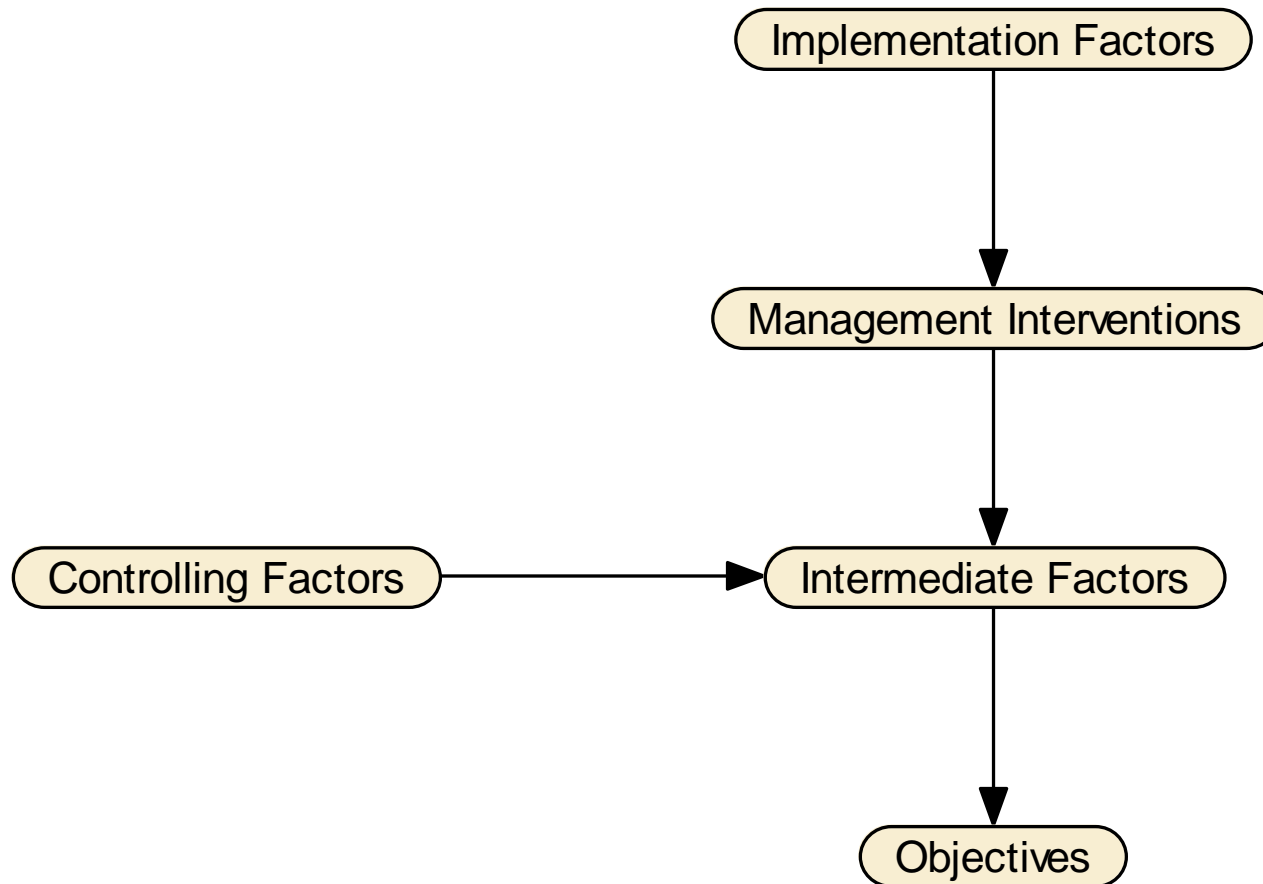 Implementation Factors
Management Interventions
Controlling Factors
Intermediate Factors
Objectives